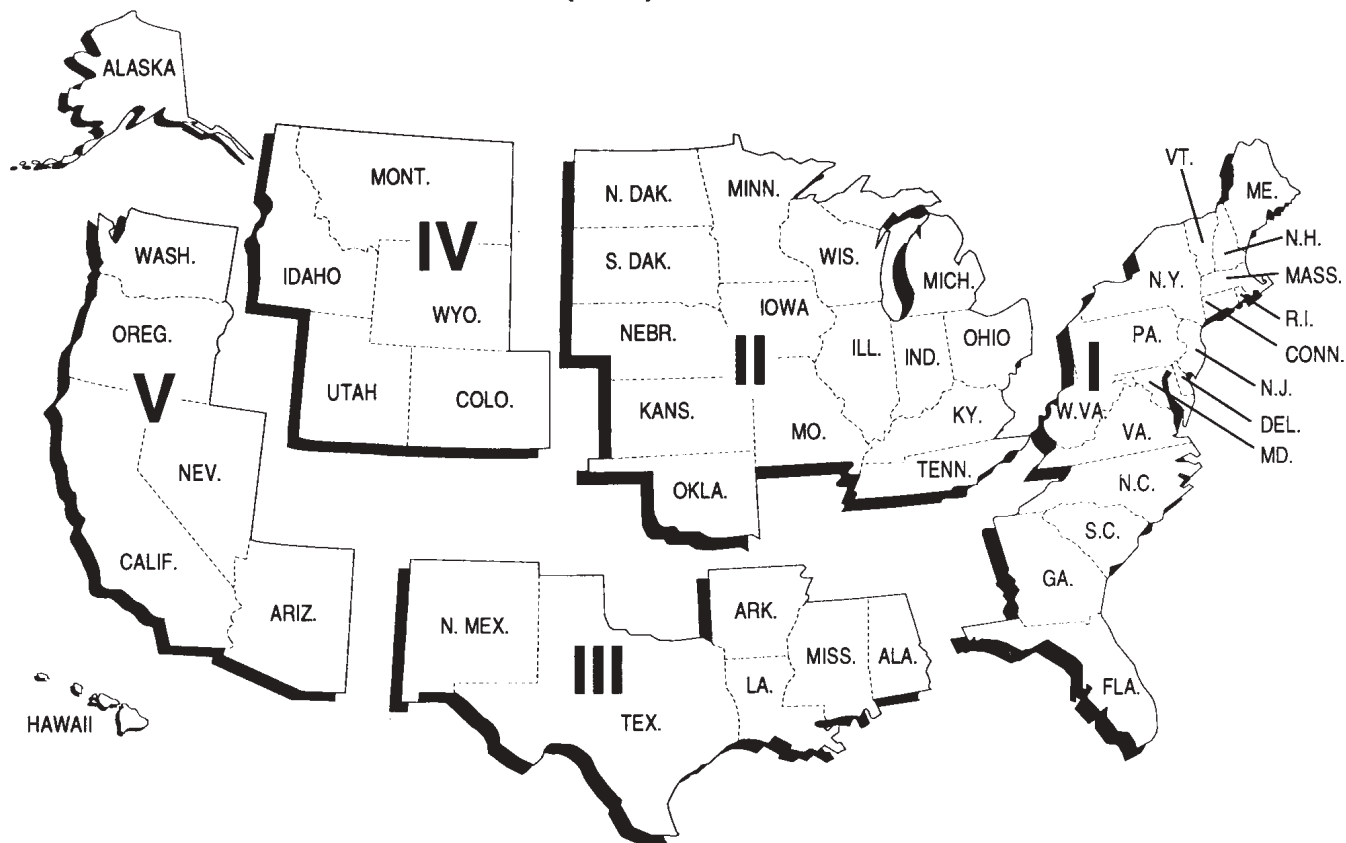 ALASKA
WASH.
OREG.
V
NEV.
CALIF.
ARIZ.
HAWAII
MONT.
IV
IDAHO
WYO.
UTAH
COLO.
N. DAK.
MINN.
S. DAK.
WIS.
MICH.
NEBR.
IOWA
II
ILL.
IND.
OHIO
KANS.
MO.
KY.
TENN.
OKLA.
N. MEX.
III
TEX.
ARK.
LA.
MISS.
ALA.
VT.
ME.
N.H.
MASS.
N.Y.
R.I.
CONN.
PA.
I
N.J.
DEL.
MD.
W.VA.
VA.
N.C.
S.C.
GA.
FLA.